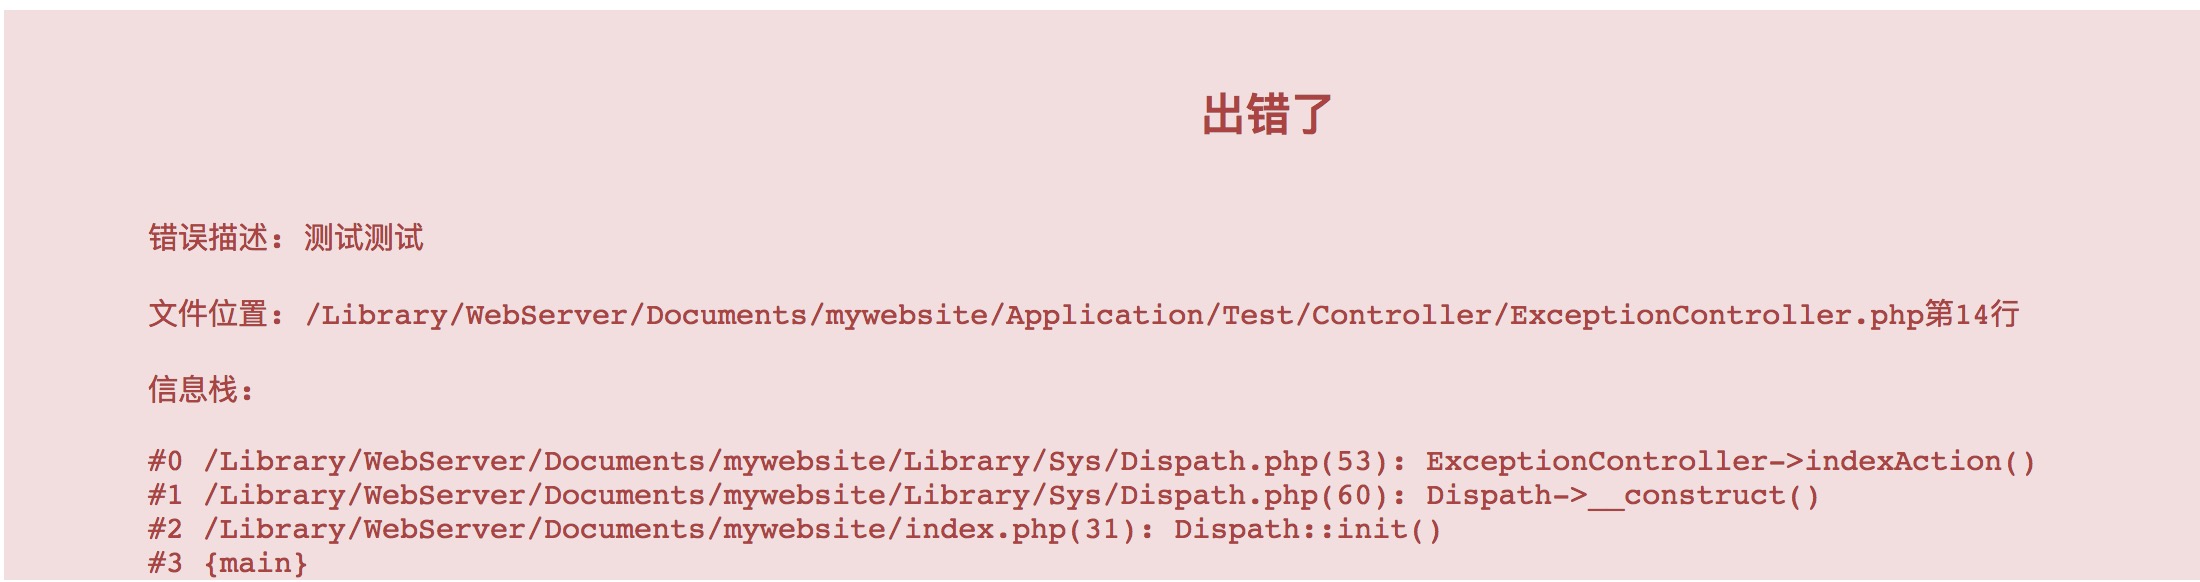 出错了
错误描述：测试测试
文件位置：/Library/WebServer/Documents/mywebsite/Application/Test/Controller/ExceptionController.php第14行
信息栈：
#0 /Library/WebServer/Documents/mywebsite/Library/Sys/Dispath.php(53): ExceptionController->indexAction()
#1 /Library/WebServer/Documents/mywebsite/Library/Sys/Dispath.php(60): Dispath->__construct()
#2 /Library/WebServer/Documents/mywebsite/index.php(31): Dispath::init()
#3 {main}